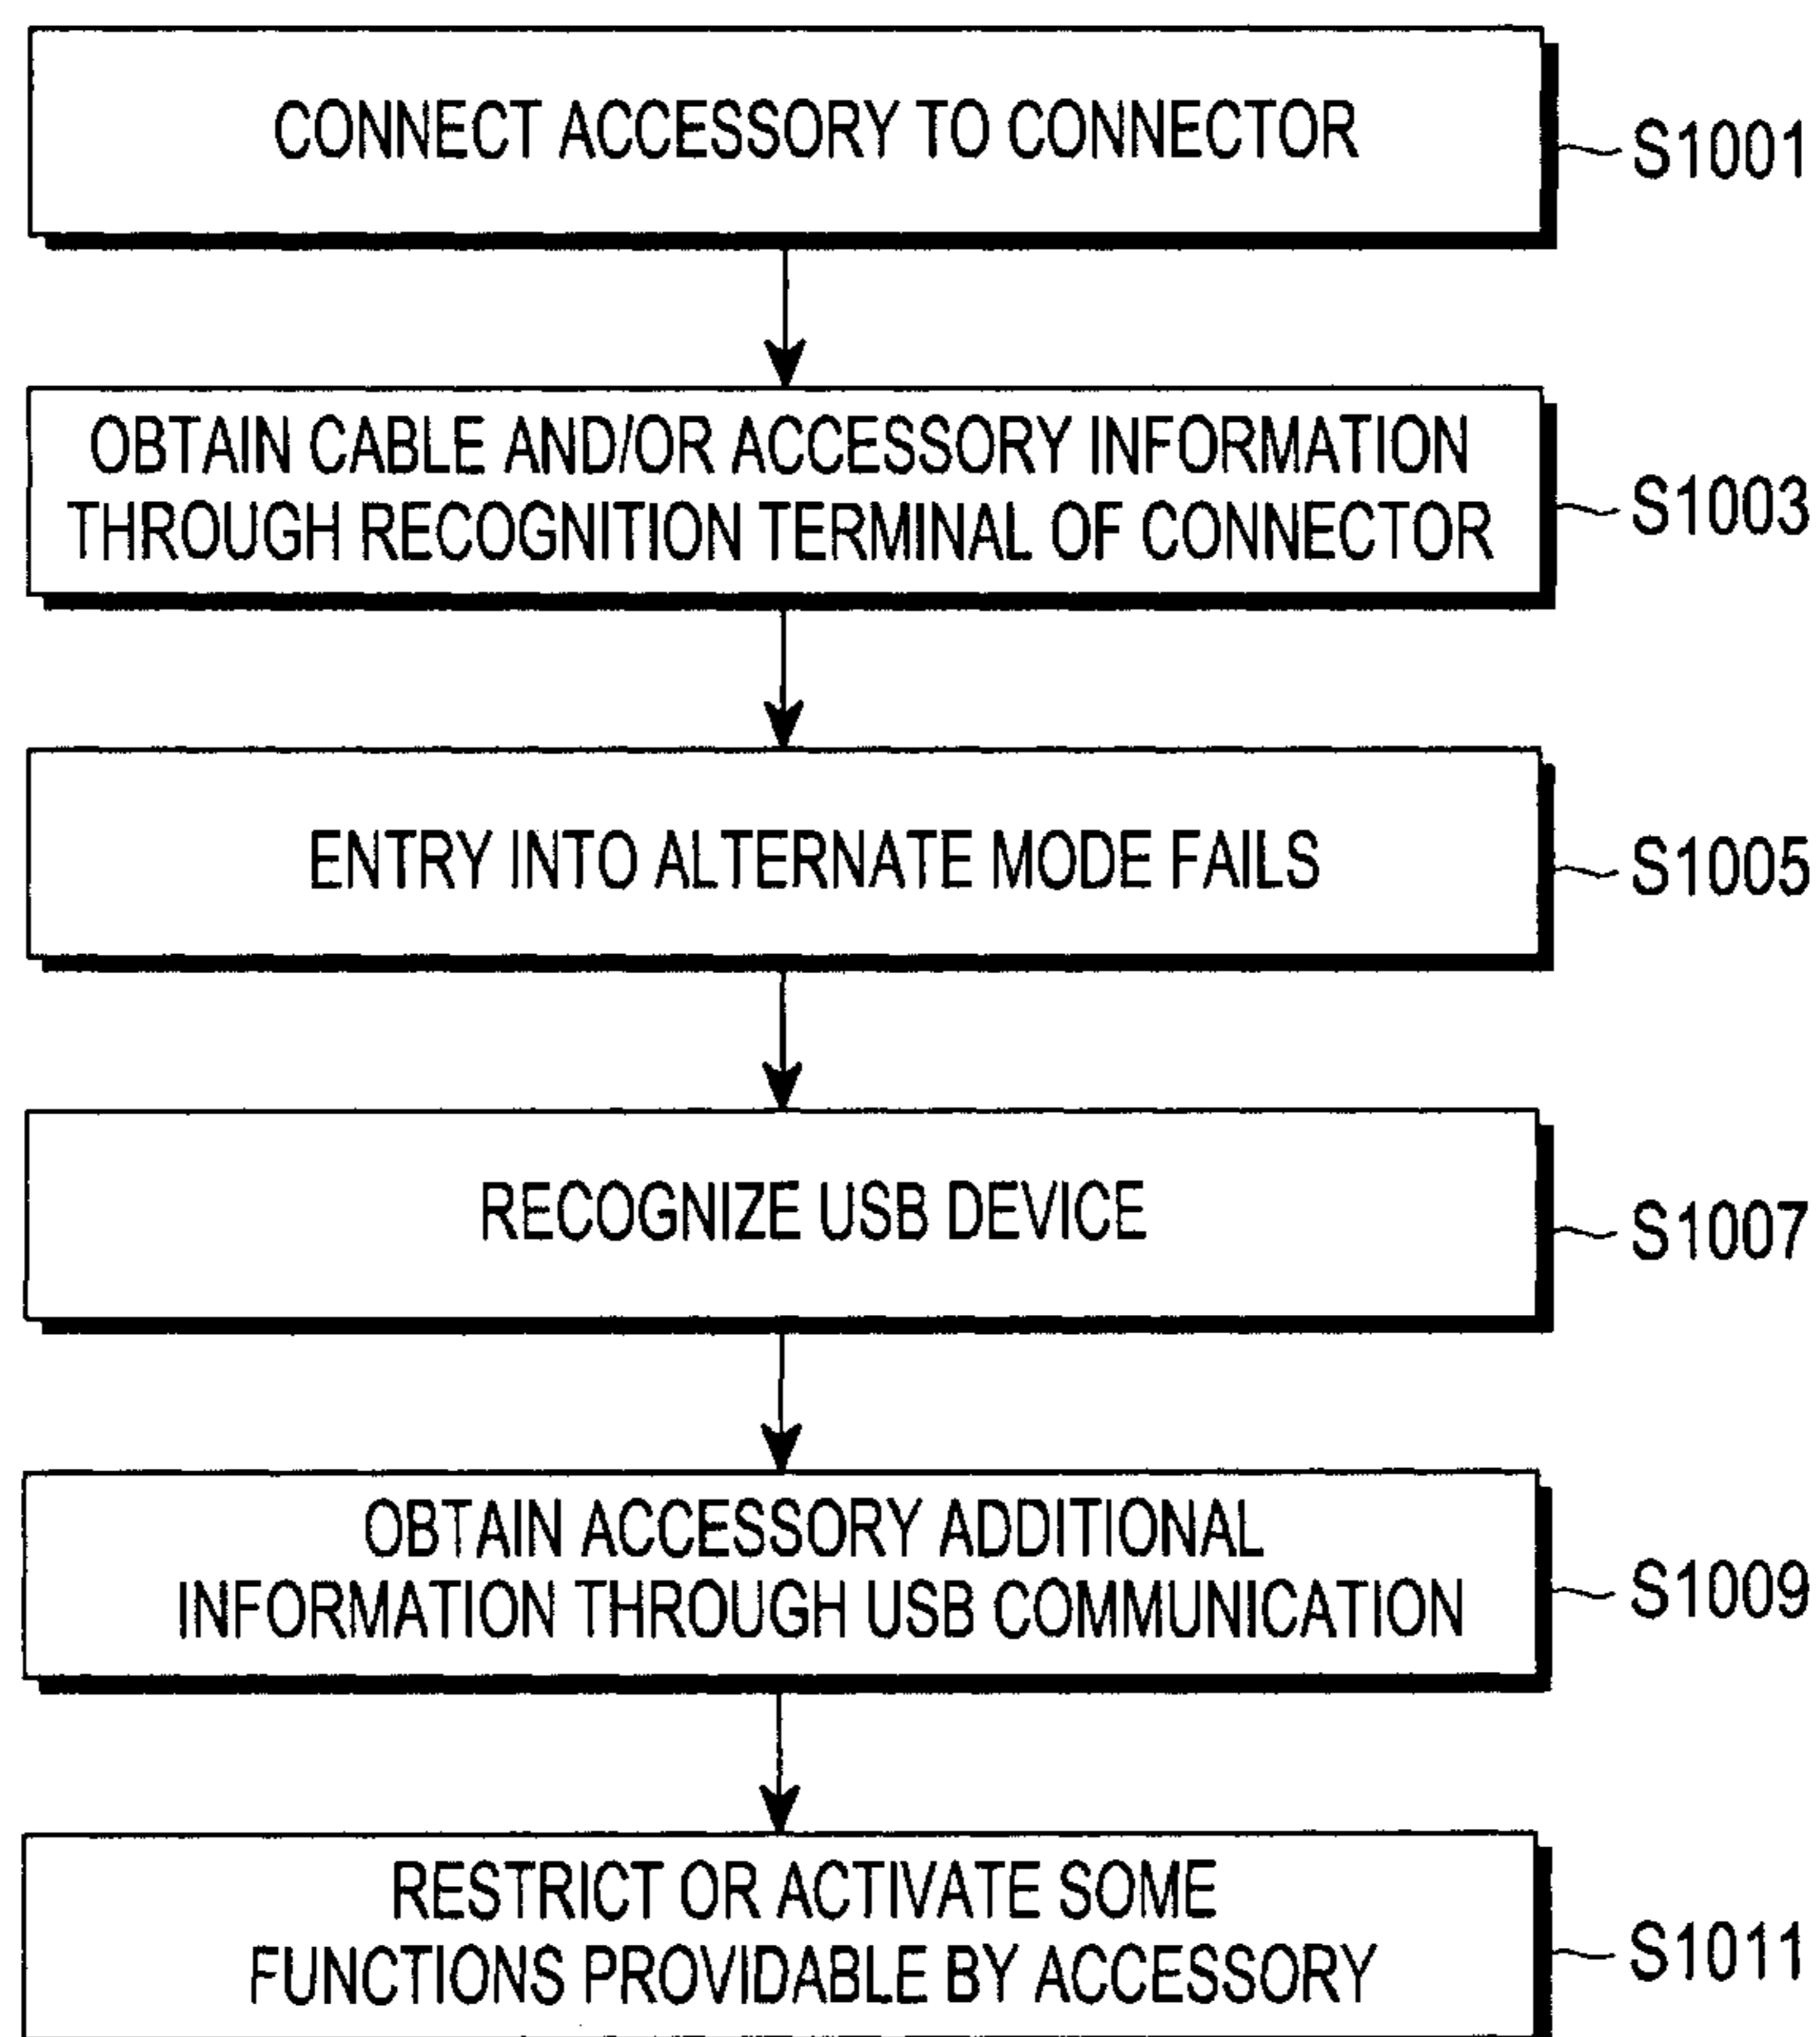 CONNECT ACCESSORY TO CONNECTOR
S1001
OBTAIN CABLE AND/OR ACCESSORY INFORMATION
THROUGH RECOGNITION TERMINAL OF CONNECTOR
S1003
ENTRY INTO ALTERNATE MODE FAILS
S1005
RECOGNIZE USB DEVICE
S1007
OBTAIN ACCESSORY ADDITIONAL
INFORMATION THROUGH USB COMMUNICATION
S1009
RESTRICT OR ACTIVATE SOME
FUNCTIONS PROVIDABLE BY ACCESSORY
S1011